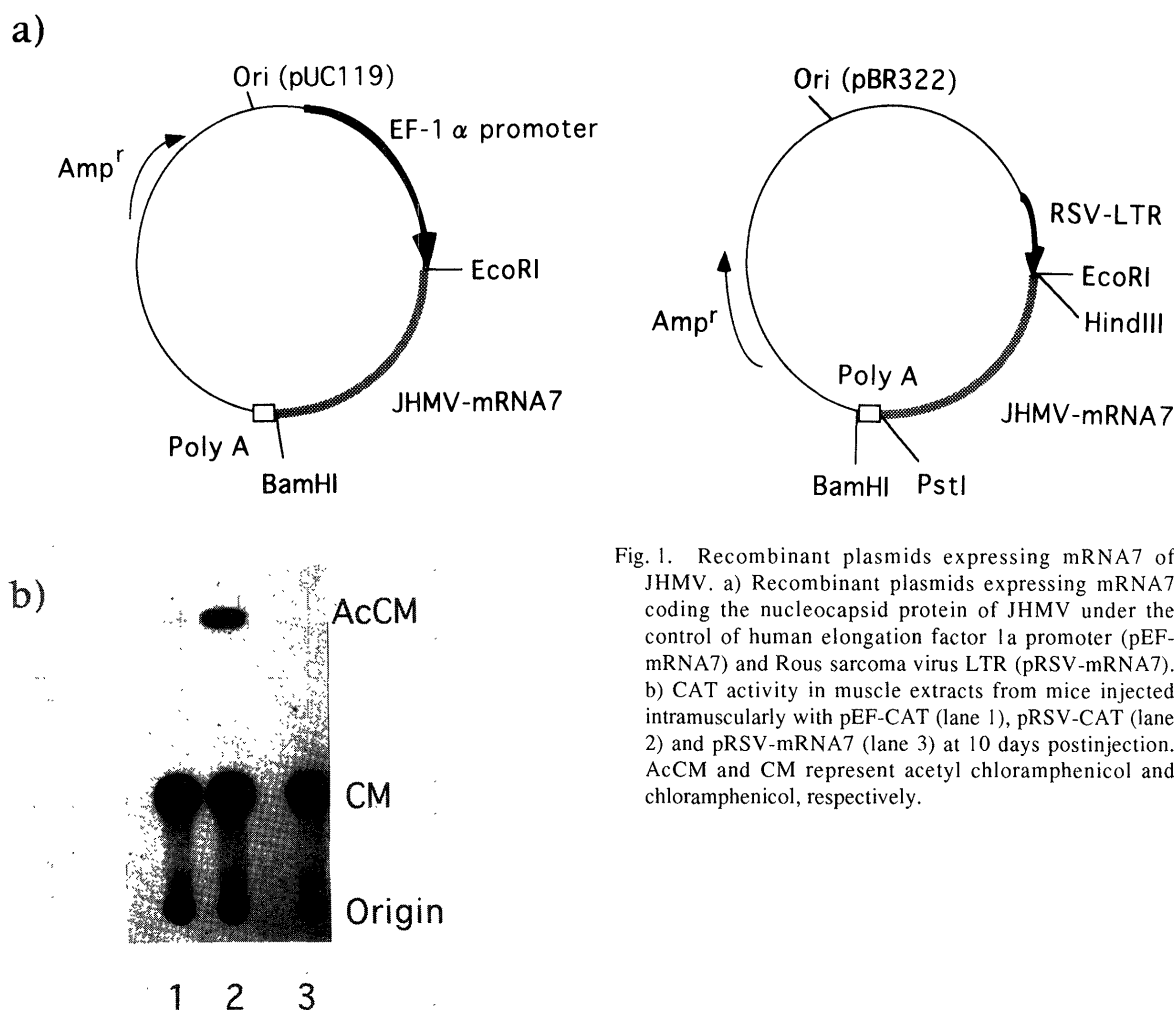 a)
Ori (pUC119)
EF-1 α promoter
Amp^r
EcoRI
JHMV-mRNA7
Poly A
BamHI
Ori (pBR322)
RSV-LTR
EcoRI
HindIII
Amp^r
Poly A
JHMV-mRNA7
BamHI
PstI
b)
AcCM
CM
Origin
1 2 3
Fig. 1. Recombinant plasmids expressing mRNA7 of
JHMV. a) Recombinant plasmids expressing mRNA7
coding the nucleocapsid protein of JHMV under the
control of human elongation factor 1a promoter (pEF-
mRNA7) and Rous sarcoma virus LTR (pRSV-mRNA7).
b) CAT activity in muscle extracts from mice injected
intramuscularly with pEF-CAT (lane 1), pRSV-CAT (lane
2) and pRSV-mRNA7 (lane 3) at 10 days postinjection.
AcCM and CM represent acetyl chloramphenicol and
chloramphenicol, respectively.